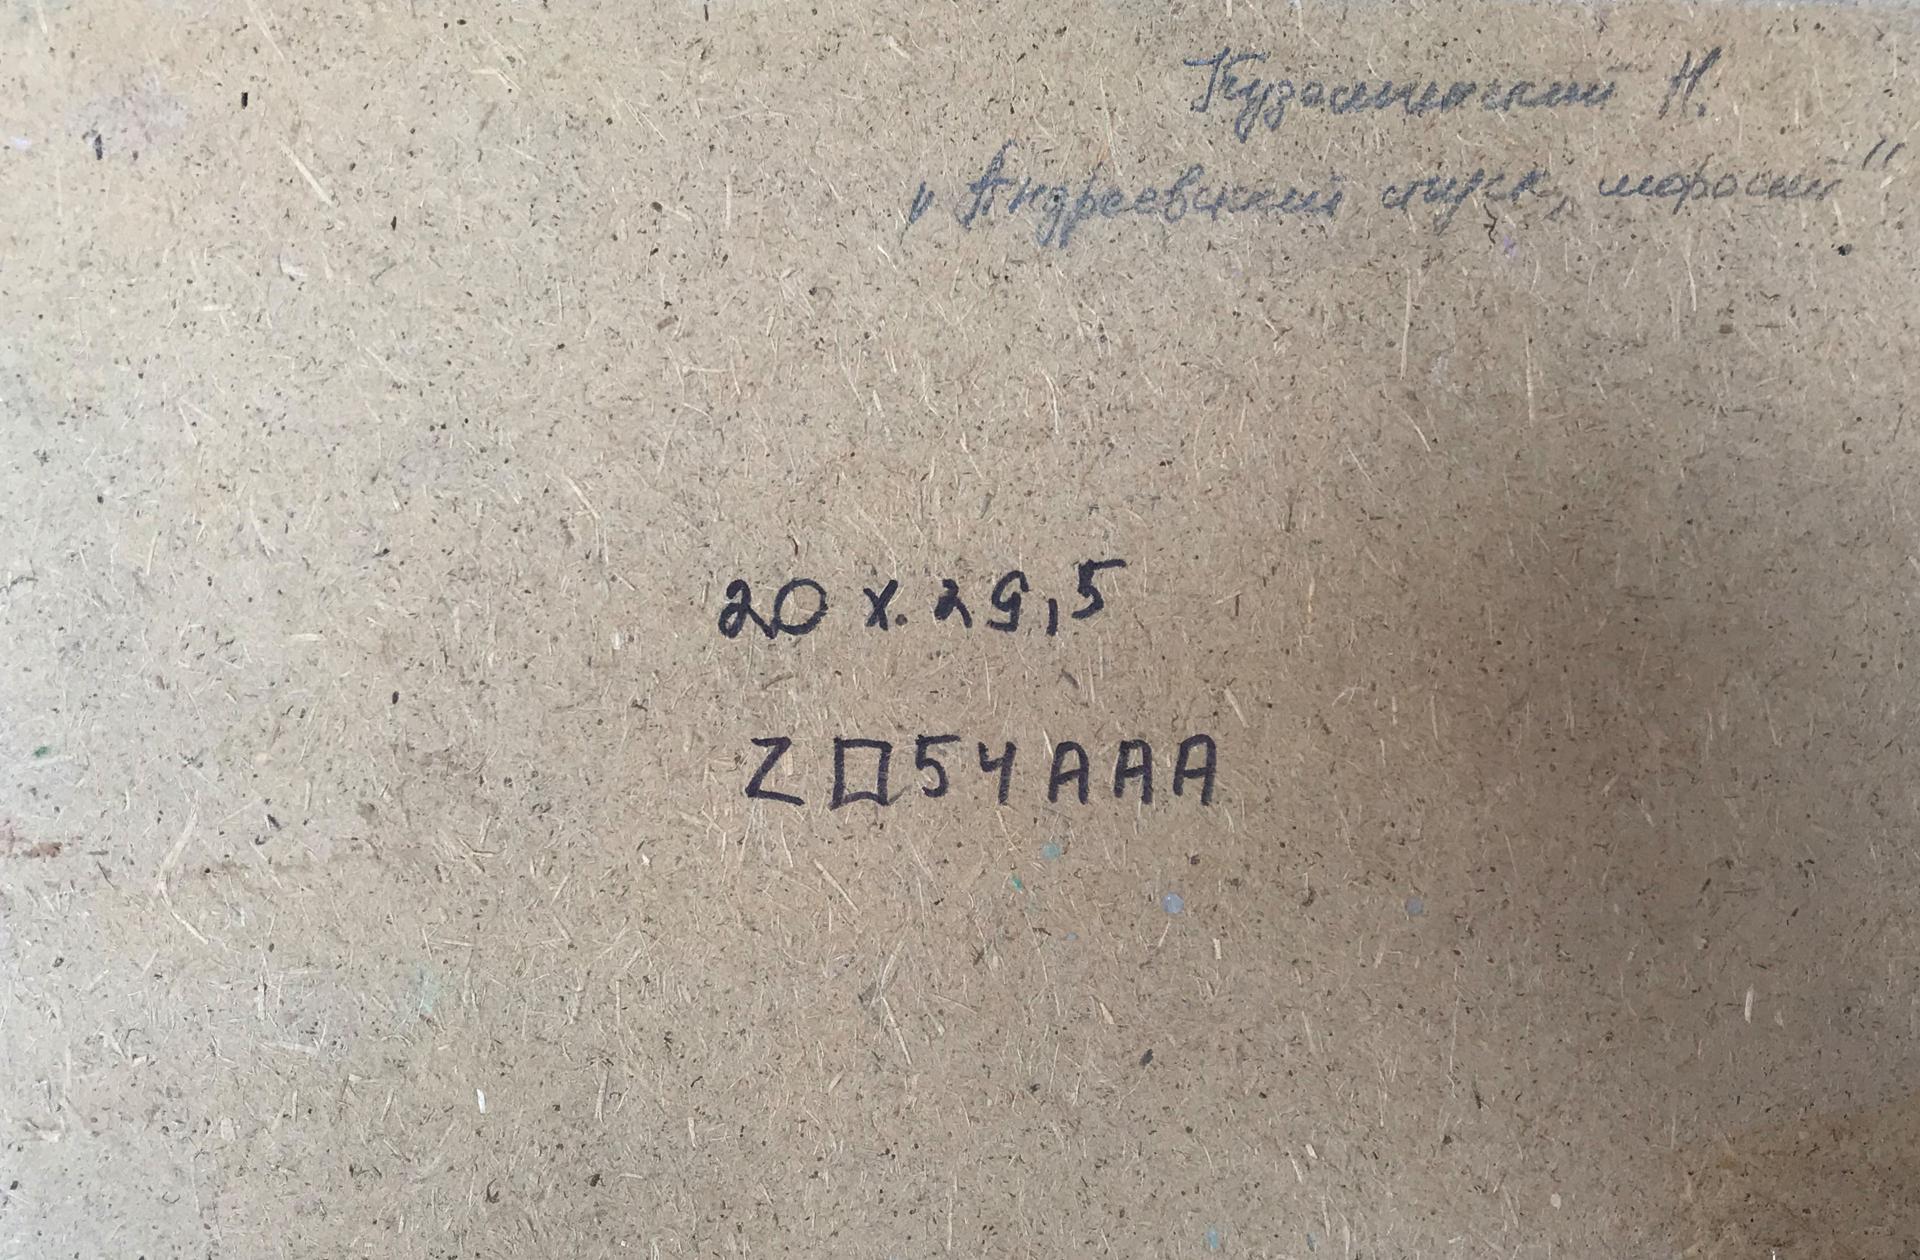 Н.
„Андреевский спуск,
20 х. 29,5
Z□54AAA